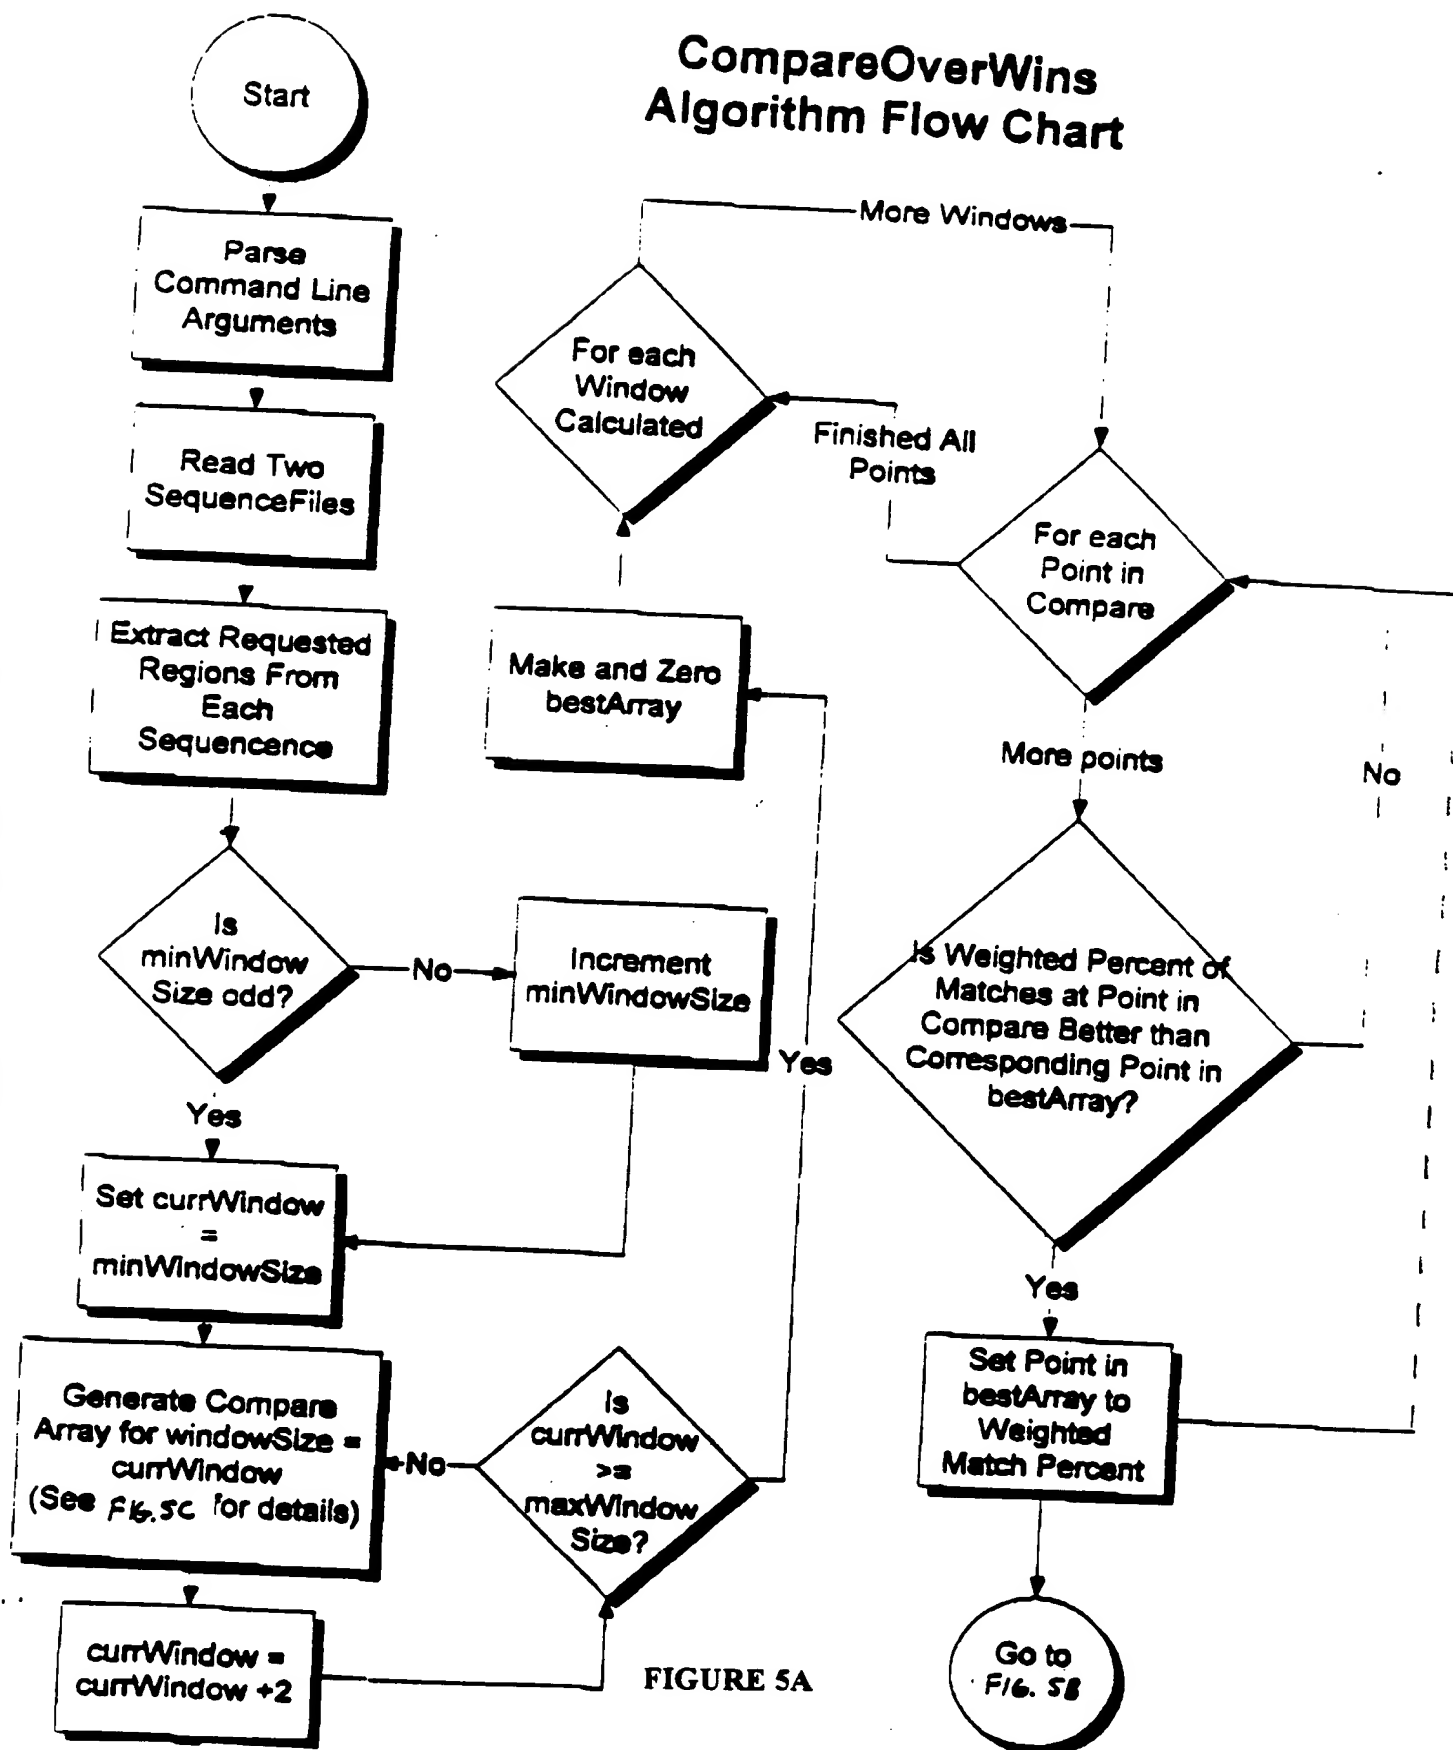 CompareOverWins
Algorithm Flow Chart
Start
Parse
Command Line
Arguments
Read Two
SequenceFiles
Extract Requested
Regions From
Each
Sequencence
Is
minWindow
Size odd?
No
Increment
minWindowSize
Yes
Set currWindow
=
minWindowSize
Generate Compare
Array for windowSize =
currWindow
(See FIG. 5C for details)
currWindow =
currWindow +2
Is
currWindow
>=
maxWindow
Size?
No
Yes
Make and Zero
bestArray
For each
Window
Calculated
More Windows
Finished All
Points
For each
Point in
Compare
More points
No
Is Weighted Percent of
Matches at Point in
Compare Better than
Corresponding Point in
bestArray?
Yes
Set Point in
bestArray to
Weighted
Match Percent
Go to
FIG. 5B
FIGURE 5A